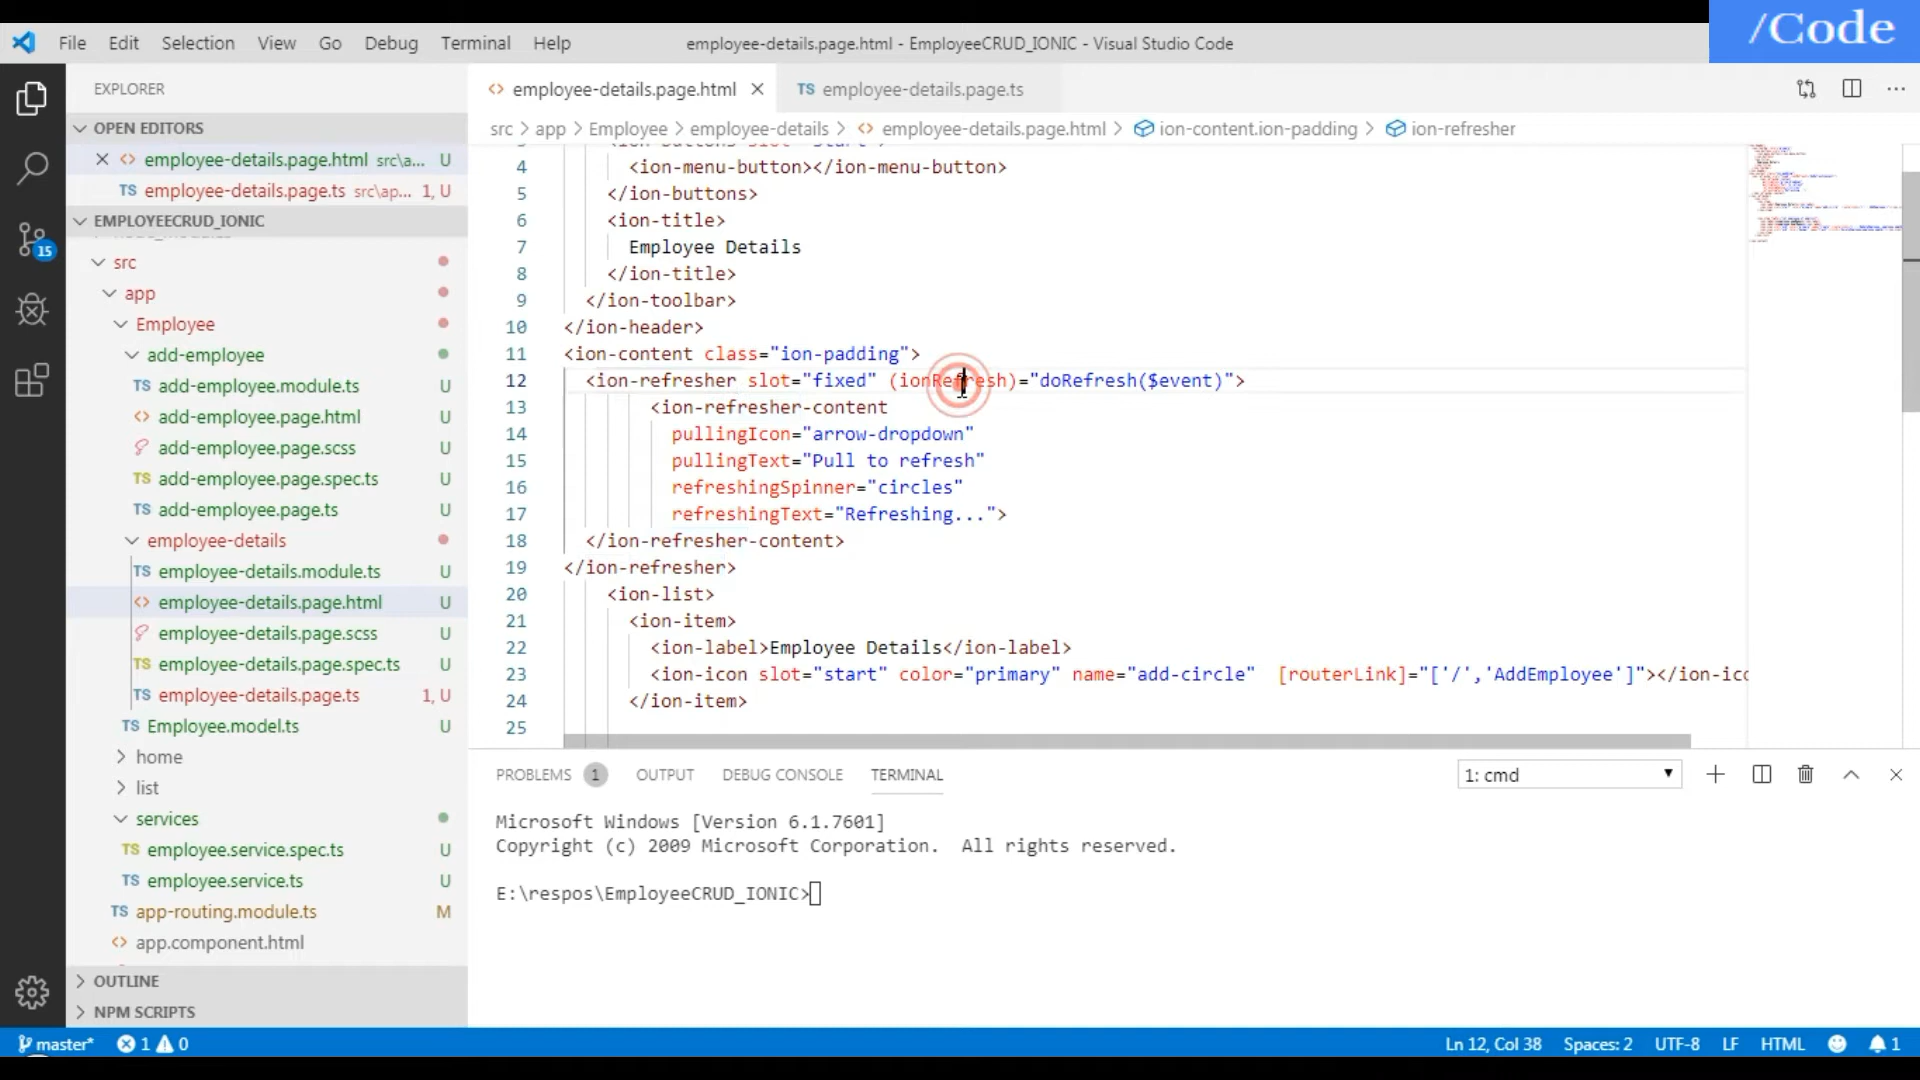 /Code
File Edit Selection View Go Debug Terminal Help
employee-details.page.html - EmployeeCRUD_IONIC - Visual Studio Code
EXPLORER
OPEN EDITORS
employee-details.page.html src\a... U
TS employee-details.page.ts src\ap... 1, U
EMPLOYEECRUD_IONIC
src
app
Employee
add-employee
TS add-employee.module.ts U
<> add-employee.page.html U
add-employee.page.scss U
TS add-employee.page.spec.ts U
TS add-employee.page.ts U
employee-details
TS employee-details.module.ts U
<> employee-details.page.html U
employee-details.page.scss U
TS employee-details.page.spec.ts U
TS employee-details.page.ts 1, U
TS Employee.model.ts U
home
list
services
TS employee.service.spec.ts U
TS employee.service.ts U
TS app-routing.module.ts M
<> app.component.html
OUTLINE
NPM SCRIPTS
15
<> employee-details.page.html
TS employee-details.page.ts
src > app > Employee > employee-details > <> employee-details.page.html > ion-content.ion-padding > ion-refresher
4 <ion-menu-button></ion-menu-button>
5 </ion-buttons>
6 <ion-title>
7 Employee Details
8 </ion-title>
9 </ion-toolbar>
10 </ion-header>
11 <ion-content class="ion-padding">
12 <ion-refresher slot="fixed" (ionRefresh)="doRefresh($event)">
13 <ion-refresher-content
14 pullingIcon="arrow-dropdown"
15 pullingText="Pull to refresh"
16 refreshingSpinner="circles"
17 refreshingText="Refreshing...">
18 </ion-refresher-content>
19 </ion-refresher>
20 <ion-list>
21 <ion-item>
22 <ion-label>Employee Details</ion-label>
23 <ion-icon slot="start" color="primary" name="add-circle" [routerLink]="['/','AddEmployee']"></ion-ico
24 </ion-item>
25
PROBLEMS 1 OUTPUT DEBUG CONSOLE TERMINAL
1: cmd
Microsoft Windows [Version 6.1.7601]
Copyright (c) 2009 Microsoft Corporation. All rights reserved.
E:\respos\EmployeeCRUD_IONIC>
master* 1 0
Ln 12, Col 38 Spaces: 2 UTF-8 LF HTML 1